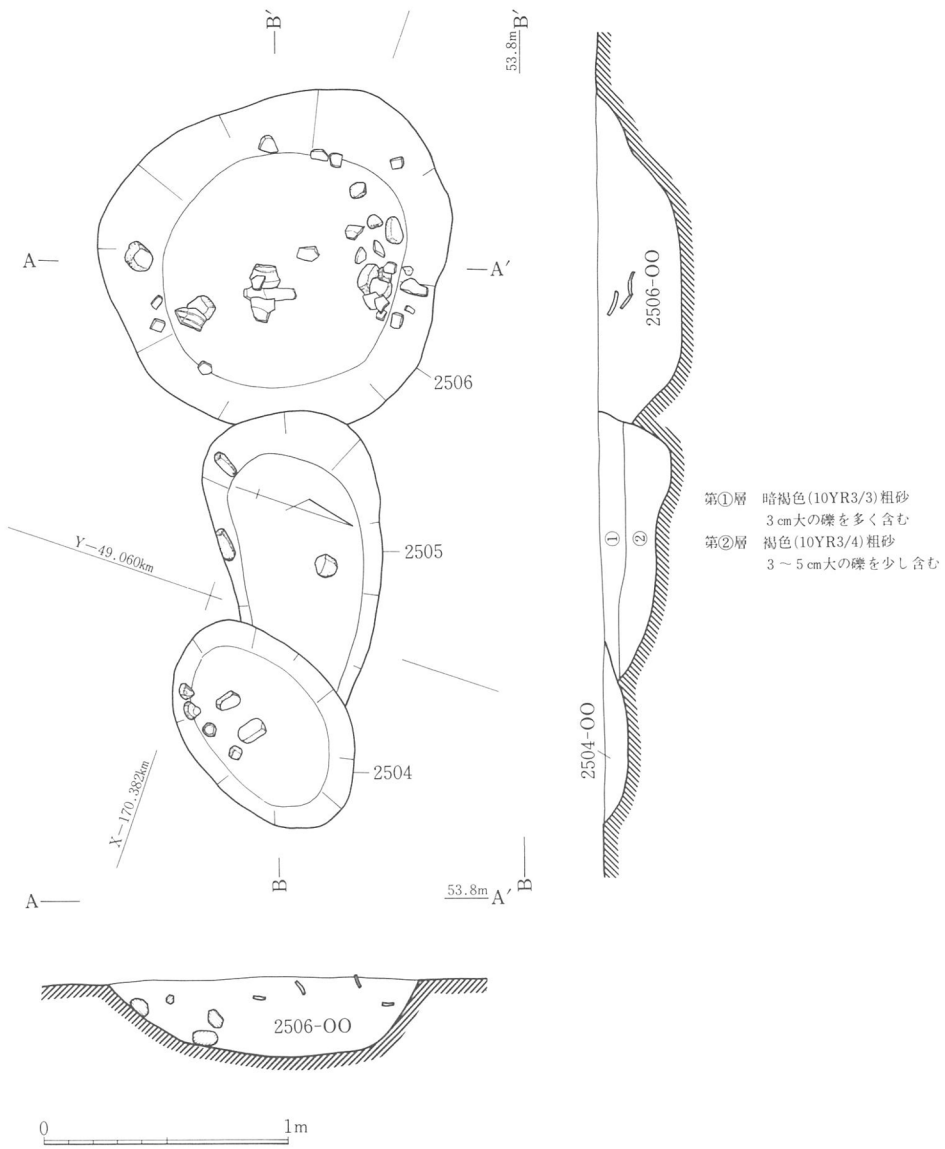 B′
53.8m B′
A
A′
2506-OO
2506
2505
Y−49.060km
①
②
第①層 暗褐色(10YR3/3)粗砂
3㎝大の礫を多く含む
第②層 褐色(10YR3/4)粗砂
3～5㎝大の礫を少し含む
2504-OO
2504
X−170.382km
B
B
A
53.8m A′
2506-OO
0
1m